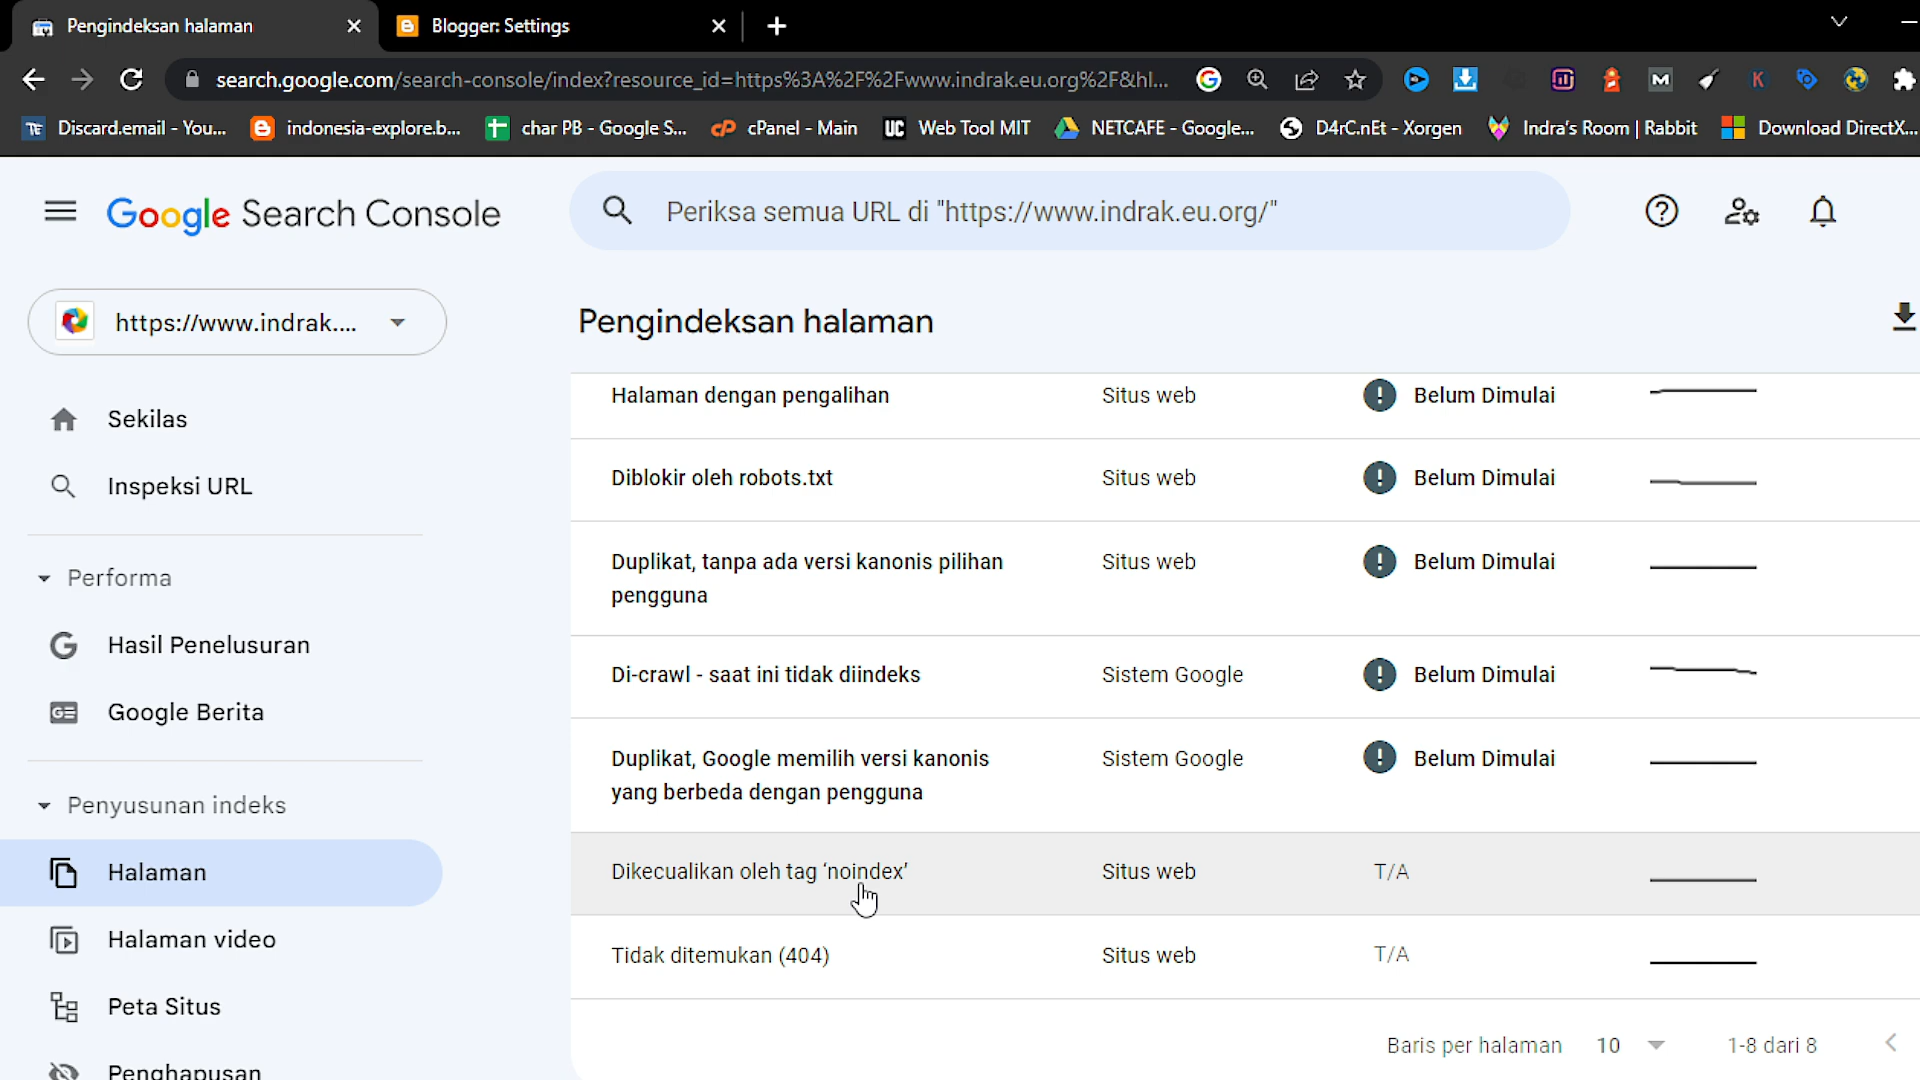 Pengindeksan halaman
Blogger: Settings
search.google.com/search-console/index?resource_id=https%3A%2F%2Fwww.indrak.eu.org%2F&hl...
Discard.email - You...
indonesia-explore.b...
char PB - Google S...
cPanel - Main
UC Web Tool MIT
NETCAFE - Google...
D4rC.nEt - Xorgen
Indra's Room | Rabbit
Download DirectX...
Google Search Console
Periksa semua URL di "https://www.indrak.eu.org/"
https://www.indrak....
Pengindeksan halaman
Sekilas
Inspeksi URL
Performa
Hasil Penelusuran
Google Berita
Penyusunan indeks
Halaman
Halaman video
Peta Situs
Penghapusan
Halaman dengan pengalihan Situs web Belum Dimulai
Diblokir oleh robots.txt Situs web Belum Dimulai
Duplikat, tanpa ada versi kanonis pilihan Situs web Belum Dimulai
pengguna
Di-crawl - saat ini tidak diindeks Sistem Google Belum Dimulai
Duplikat, Google memilih versi kanonis Sistem Google Belum Dimulai
yang berbeda dengan pengguna
Dikecualikan oleh tag ‘noindex’ Situs web T/A
Tidak ditemukan (404) Situs web T/A
Baris per halaman 10 1-8 dari 8